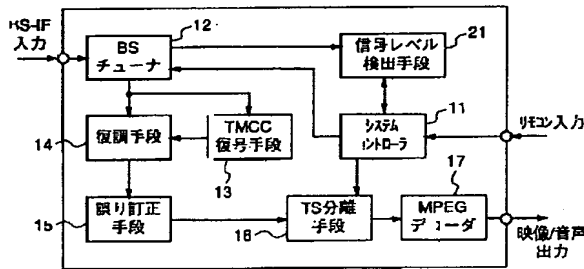 BS-IF
入力
12
BS
チューナ
信号レベル
検出手段
21
14
復調手段
TMCC
復号手段
13
システム
コントローラ
11
リモコン入力
15
誤り訂正
手段
TS分離
手段
16
17
MPEG
デコーダ
映像/音声
出力